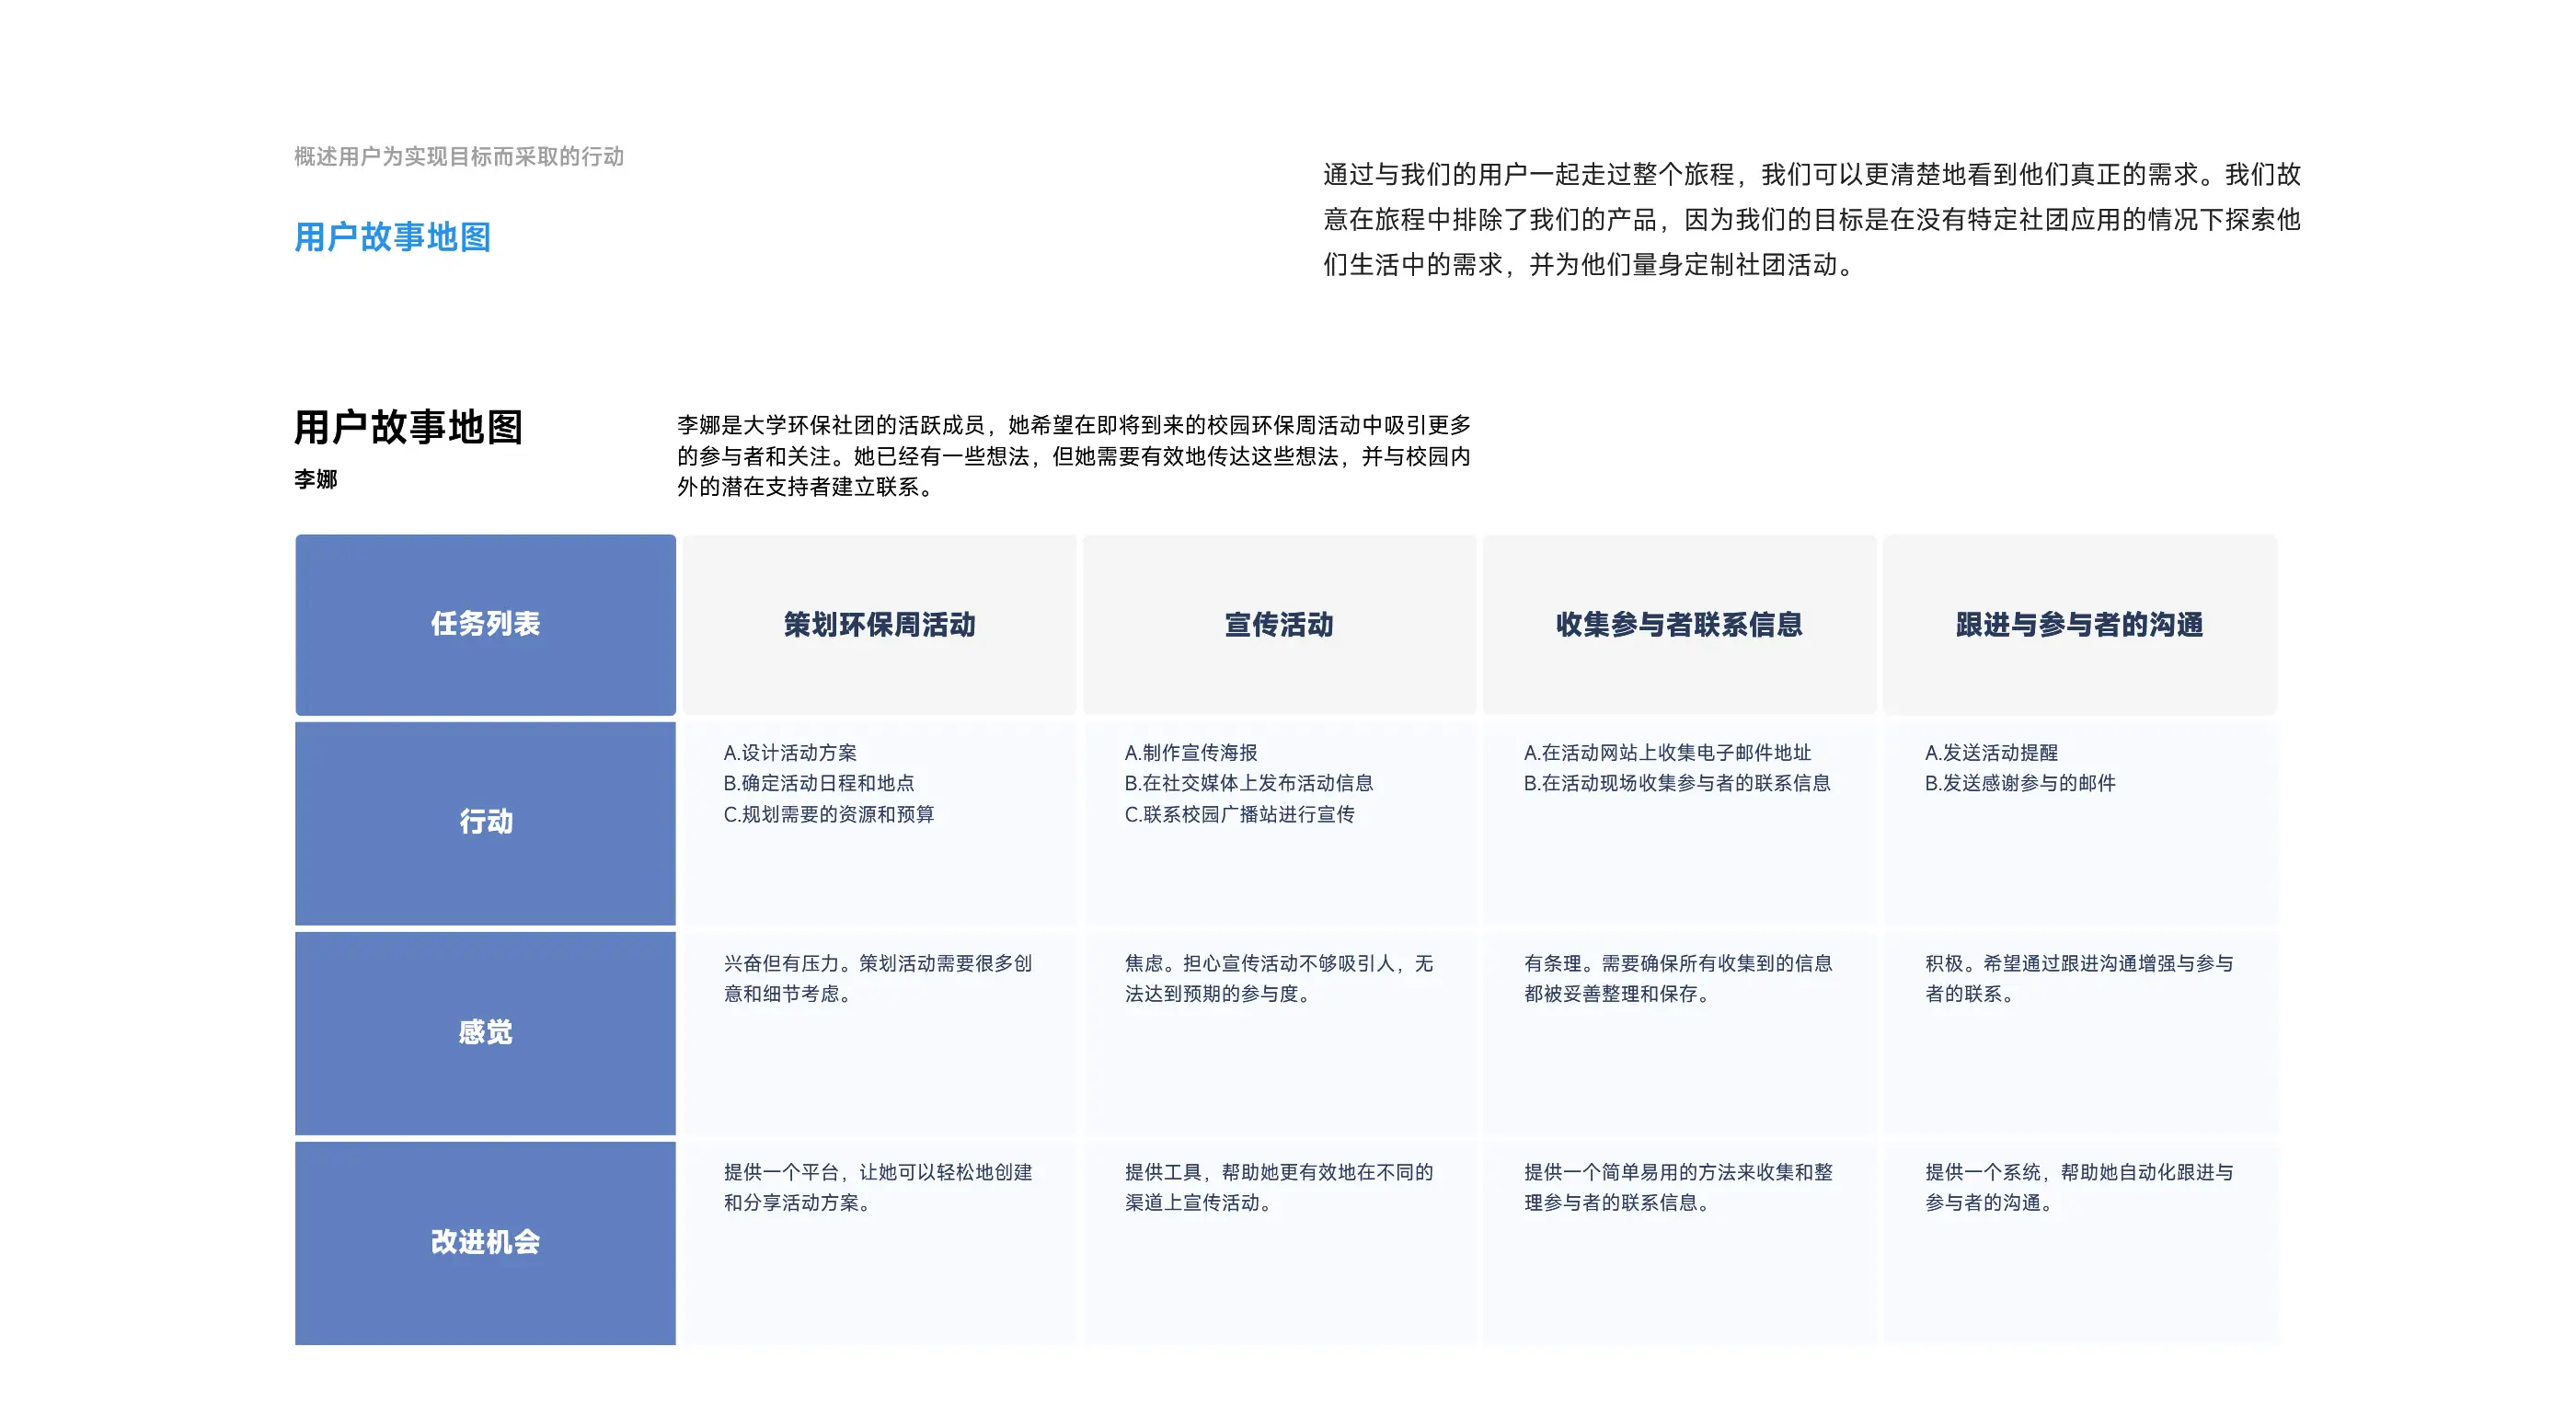 概述用户为实现目标而采取的行动
用户故事地图
通过与我们的用户一起走过整个旅程，我们可以更清楚地看到他们真正的需求。我们故
意在旅程中排除了我们的产品，因为我们的目标是在没有特定社团应用的情况下探索他
们生活中的需求，并为他们量身定制社团活动。
用户故事地图
李娜
李娜是大学环保社团的活跃成员，她希望在即将到来的校园环保周活动中吸引更多
的参与者和关注。她已经有一些想法，但她需要有效地传达这些想法，并与校园内
外的潜在支持者建立联系。
任务列表
策划环保周活动
宣传活动
收集参与者联系信息
跟进与参与者的沟通
行动
A.设计活动方案
B.确定活动日程和地点
C.规划需要的资源和预算
A.制作宣传海报
B.在社交媒体上发布活动信息
C.联系校园广播站进行宣传
A.在活动网站上收集电子邮件地址
B.在活动现场收集参与者的联系信息
A.发送活动提醒
B.发送感谢参与的邮件
感觉
兴奋但有压力。策划活动需要很多创
意和细节考虑。
焦虑。担心宣传活动不够吸引人，无
法达到预期的参与度。
有条理。需要确保所有收集到的信息
都被妥善整理和保存。
积极。希望通过跟进沟通增强与参与
者的联系。
改进机会
提供一个平台，让她可以轻松地创建
和分享活动方案。
提供工具，帮助她更有效地在不同的
渠道上宣传活动。
提供一个简单易用的方法来收集和整
理参与者的联系信息。
提供一个系统，帮助她自动化跟进与
参与者的沟通。